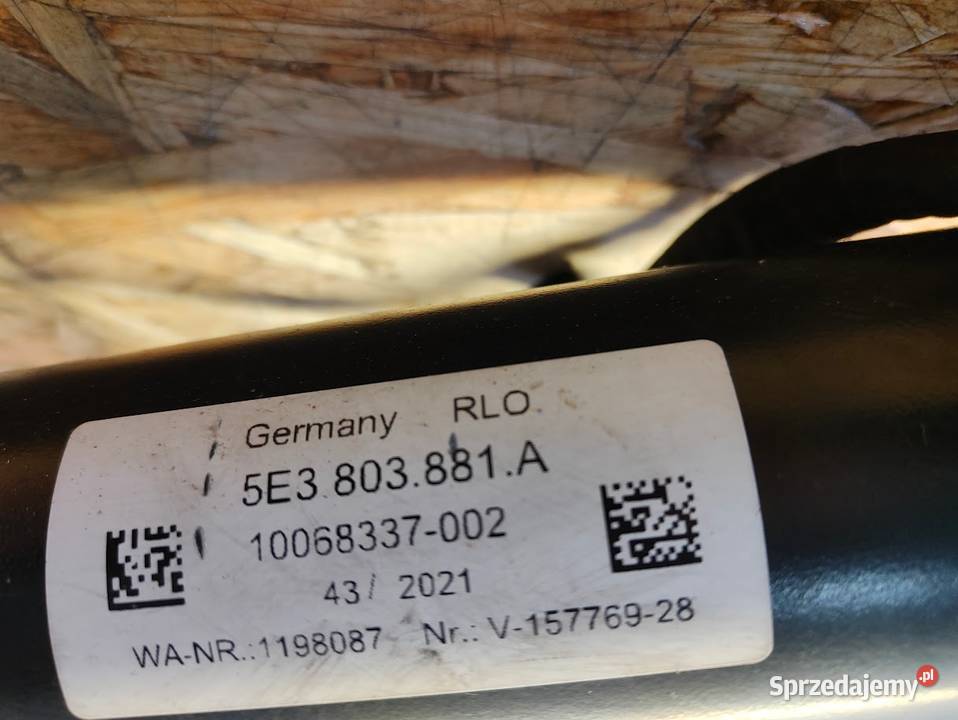 Germany RLO
5E3.803.881.A
10068337-002
43/ 2021
WA-NR.:1198087 Nr.: V-157769-28
Sprzedajemy.pl